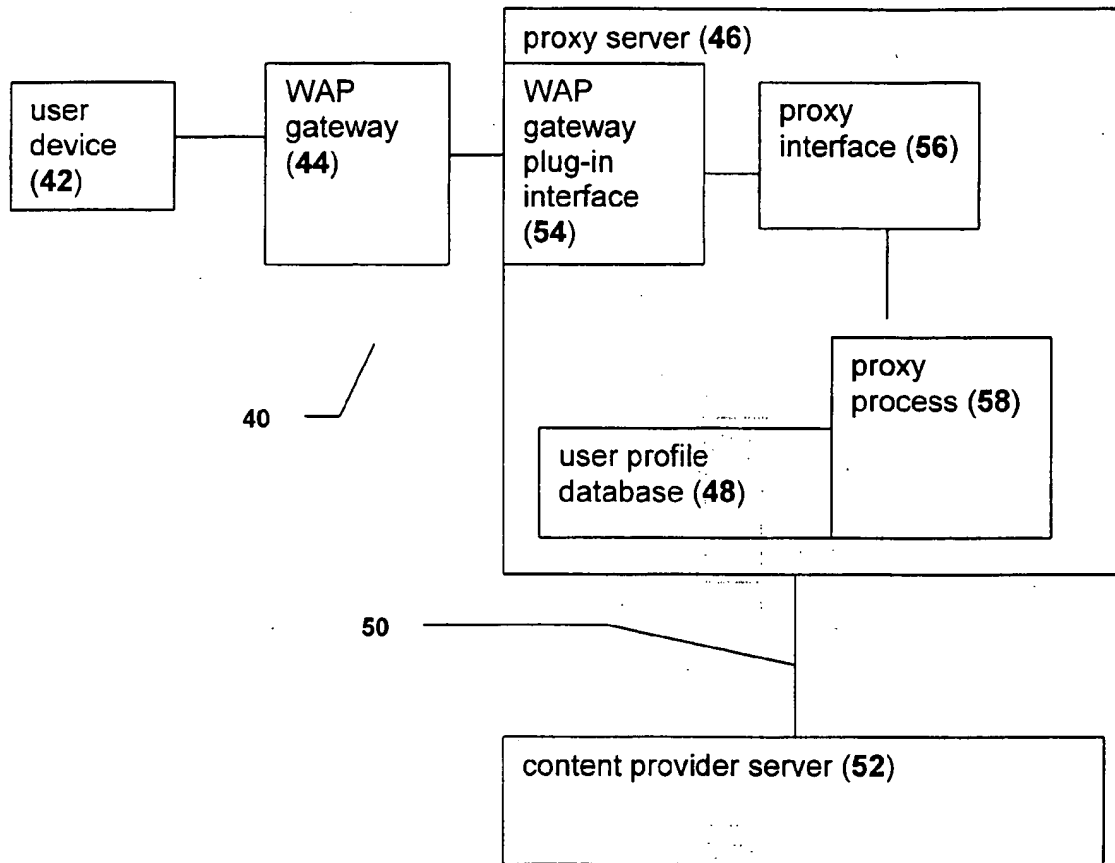 proxy server (46)
user
device
(42)
WAP
gateway
(44)
WAP
gateway
plug-in
interface
(54)
proxy
interface (56)
proxy
process (58)
user profile
database (48)
40
50
content provider server (52)